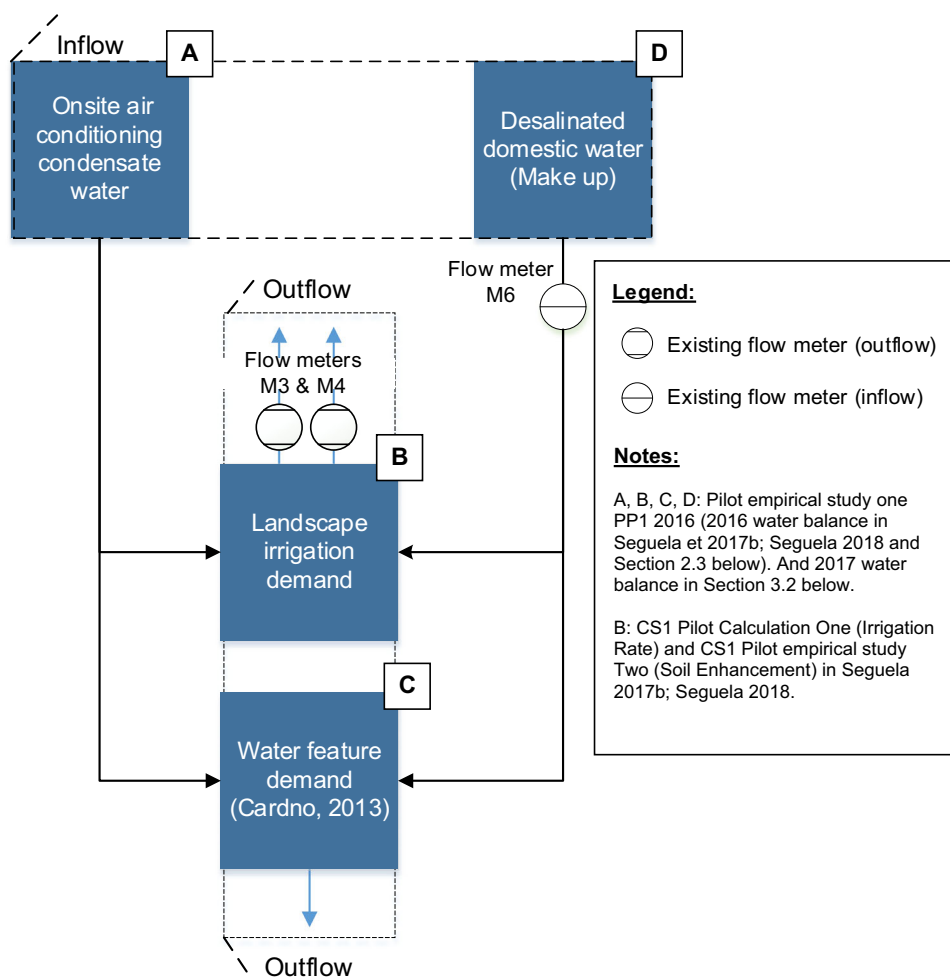 Inflow
A
D
Onsite air
conditioning
condensate
water
Desalinated
domestic water
(Make up)
Flow meter
M6
Outflow
Flow meters
M3 & M4
B
Landscape
irrigation
demand
C
Water feature
demand
(Cardno, 2013)
Outflow
Legend:
Existing flow meter (outflow)
Existing flow meter (inflow)
Notes:
A, B, C, D: Pilot empirical study one
PP1 2016 (2016 water balance in
Seguela et 2017b; Seguela 2018 and
Section 2.3 below). And 2017 water
balance in Section 3.2 below.
B: CS1 Pilot Calculation One (Irrigation
Rate) and CS1 Pilot empirical study
Two (Soil Enhancement) in Seguela
2017b; Seguela 2018.